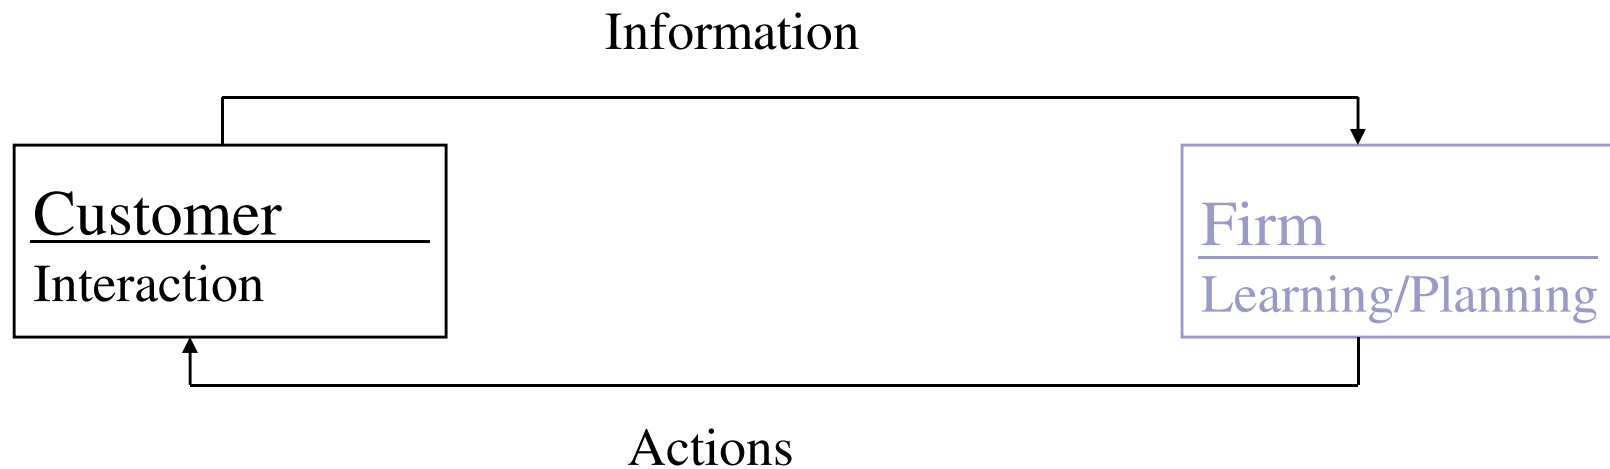 Information
Customer
Interaction
Firm
Learning/Planning
Actions